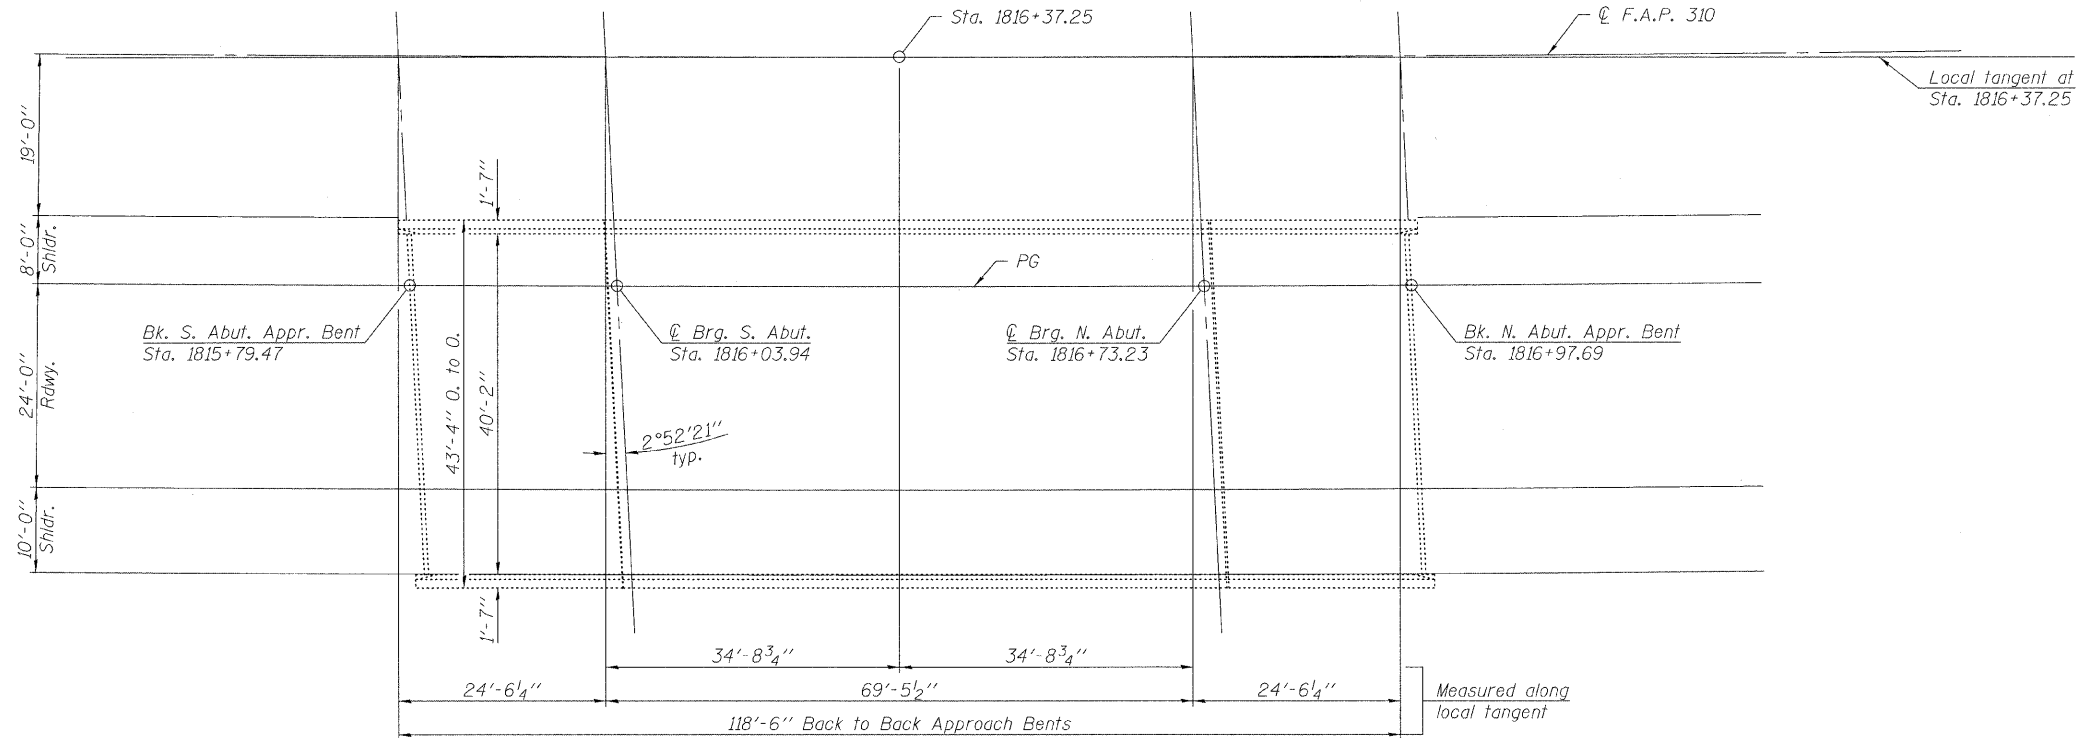 Sta. 1816+37.25
℄ F.A.P. 310
Local tangent at
Sta. 1816+37.25
19'-0"
1'-7"
8'-0"
Shldr.
PG
Bk. S. Abut. Appr. Bent
Sta. 1815+79.47
℄ Brg. S. Abut.
Sta. 1816+03.94
℄ Brg. N. Abut.
Sta. 1816+73.23
Bk. N. Abut. Appr. Bent
Sta. 1816+97.69
24'-0"
Rdwy.
43'-4" O. to O.
40'-2"
2°52'21"
typ.
10'-0"
Shldr.
1'-7"
34'-8¾"
34'-8¾"
24'-6¼"
69'-5½"
24'-6¼"
Measured along
local tangent
118'-6" Back to Back Approach Bents